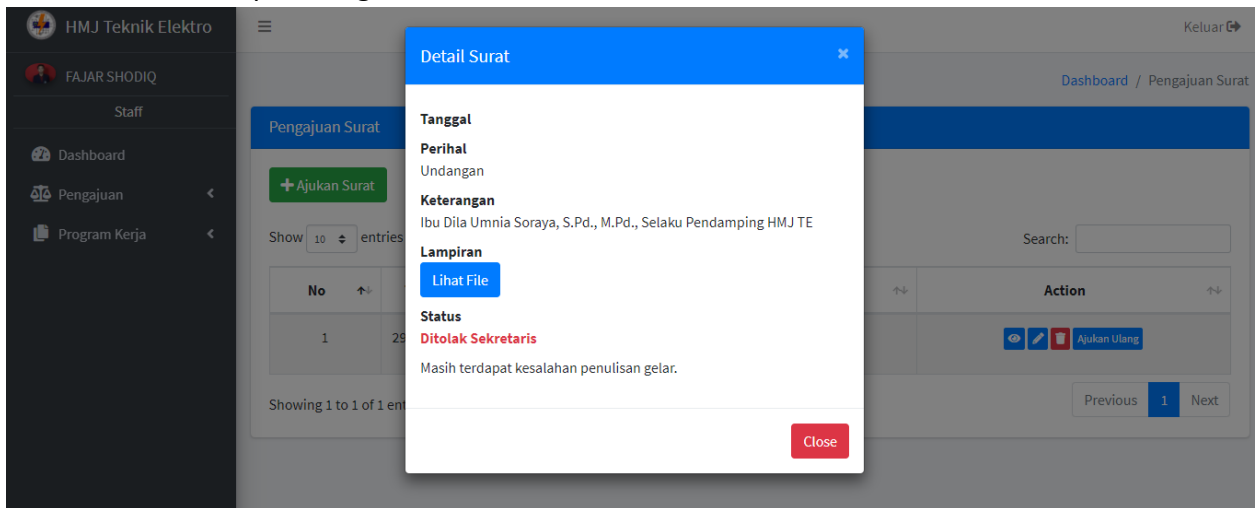 HMJ Teknik Elektro
Keluar
FAJAR SHODIQ
Staff
Dashboard
Pengajuan
Program Kerja
Dashboard / Pengajuan Surat
Pengajuan Surat
Ajukan Surat
Show 10 entries
Search:
No
Action
1
29
Ajukan Ulang
Showing 1 to 1 of 1
Previous 1 Next
Detail Surat
×
Tanggal
Perihal
Undangan
Keterangan
Ibu Dila Umnia Soraya, S.Pd., M.Pd., Selaku Pendamping HMJ TE
Lampiran
Lihat File
Status
Ditolak Sekretaris
Masih terdapat kesalahan penulisan gelar.
Close